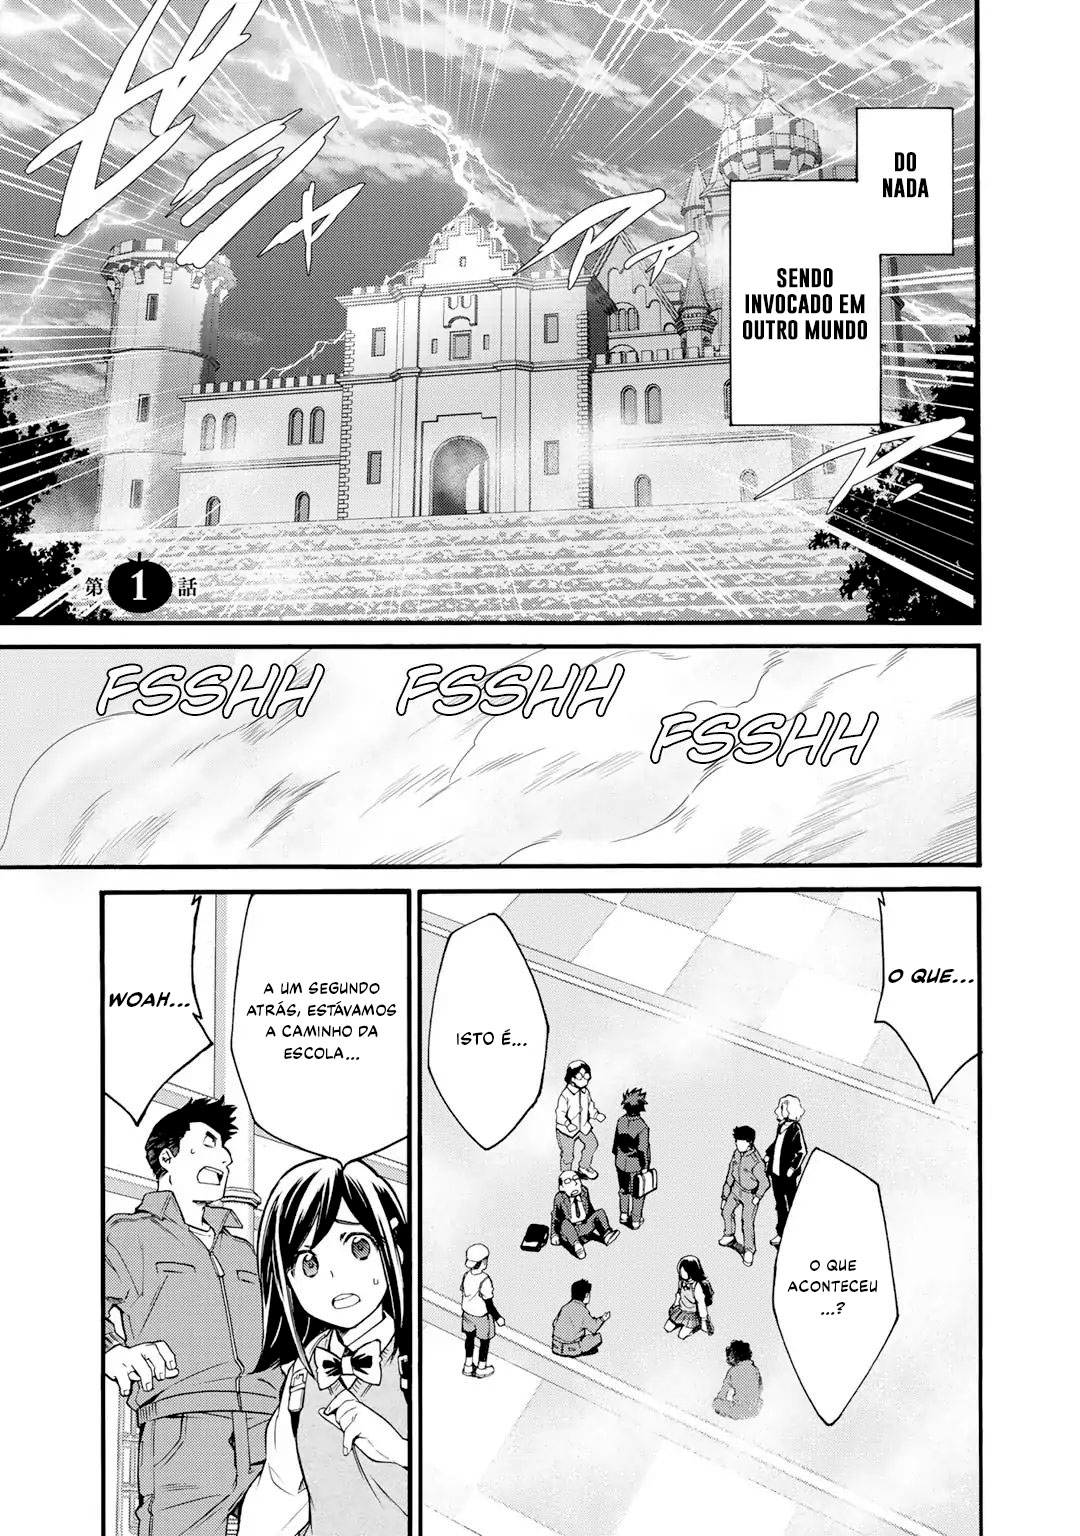 DO
NADA
SENDO
INVOCADO EM
OUTRO MUNDO
第1話
FSSHH
FSSHH
FSSHH
O QUE...
ISTO É...
O QUE
ACONTECEU
...?
A UM SEGUNDO
ATRÁS, ESTÁVAMOS
A CAMINHO DA
ESCOLA...
WOAH...